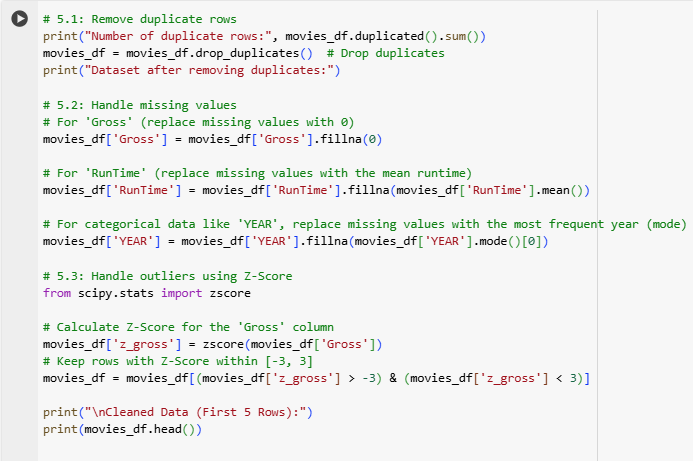 # 5.1: Remove duplicate rows
print("Number of duplicate rows:", movies_df.duplicated().sum())
movies_df = movies_df.drop_duplicates()  # Drop duplicates
print("Dataset after removing duplicates:")

# 5.2: Handle missing values
# For 'Gross' (replace missing values with 0)
movies_df['Gross'] = movies_df['Gross'].fillna(0)

# For 'RunTime' (replace missing values with the mean runtime)
movies_df['RunTime'] = movies_df['RunTime'].fillna(movies_df['RunTime'].mean())

# For categorical data like 'YEAR', replace missing values with the most frequent year (mode)
movies_df['YEAR'] = movies_df['YEAR'].fillna(movies_df['YEAR'].mode()[0])

# 5.3: Handle outliers using Z-Score
from scipy.stats import zscore

# Calculate Z-Score for the 'Gross' column
movies_df['z_gross'] = zscore(movies_df['Gross'])
# Keep rows with Z-Score within [-3, 3]
movies_df = movies_df[(movies_df['z_gross'] > -3) & (movies_df['z_gross'] < 3)]

print("\nCleaned Data (First 5 Rows):")
print(movies_df.head())